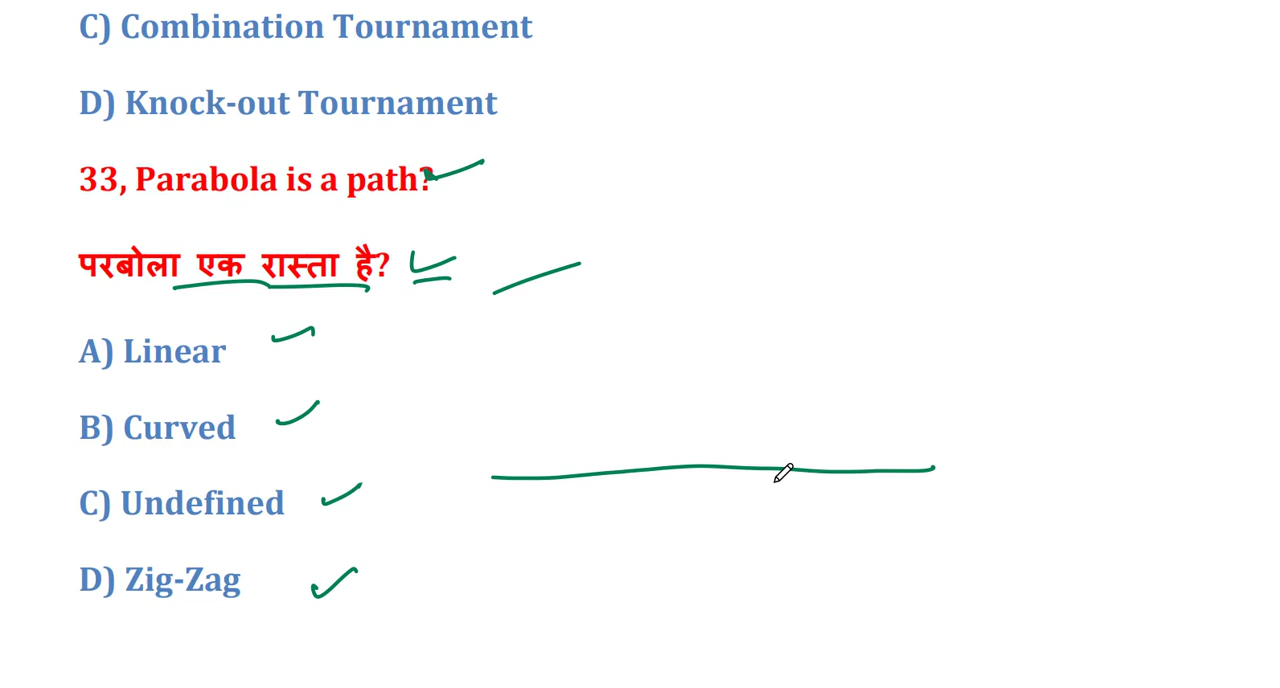 C) Combination Tournament
D) Knock-out Tournament
33, Parabola is a path?
परबोला एक रास्ता है?
A) Linear
B) Curved
C) Undefined
D) Zig-Zag